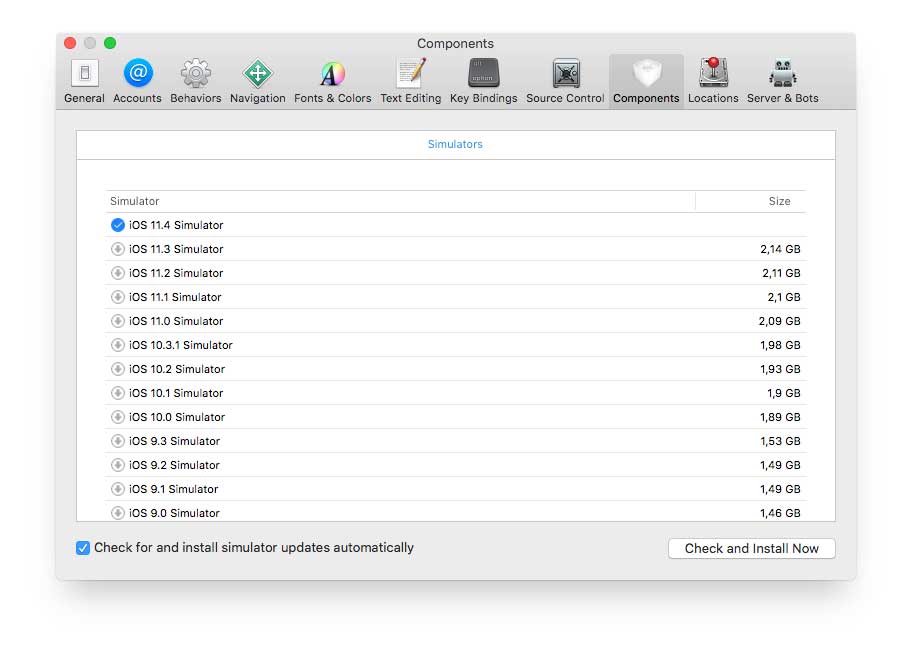 Components
General Accounts Behaviors Navigation Fonts & Colors Text Editing Key Bindings Source Control Components Locations Server & Bots
Simulators
Simulator Size
iOS 11.4 Simulator
iOS 11.3 Simulator 2,14 GB
iOS 11.2 Simulator 2,11 GB
iOS 11.1 Simulator 2,1 GB
iOS 11.0 Simulator 2,09 GB
iOS 10.3.1 Simulator 1,98 GB
iOS 10.2 Simulator 1,93 GB
iOS 10.1 Simulator 1,9 GB
iOS 10.0 Simulator 1,89 GB
iOS 9.3 Simulator 1,53 GB
iOS 9.2 Simulator 1,49 GB
iOS 9.1 Simulator 1,49 GB
iOS 9.0 Simulator 1,46 GB
Check for and install simulator updates automatically Check and Install Now